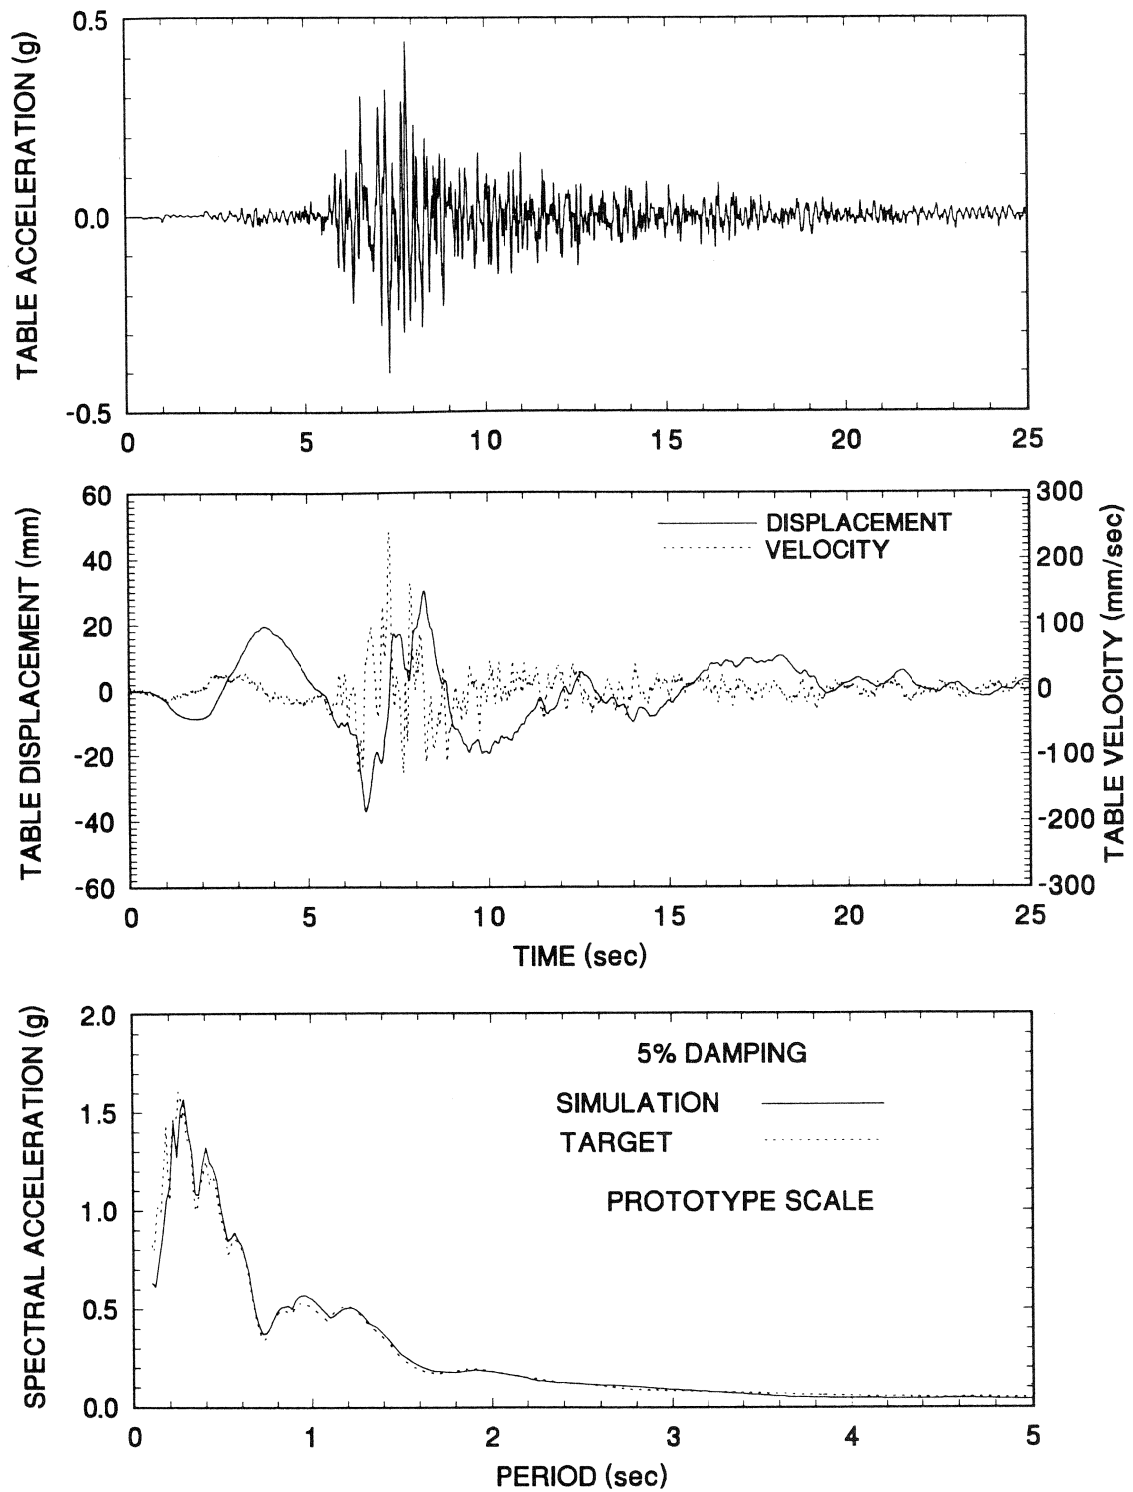 TABLE ACCELERATION (g)
0.5
0.0
-0.5
0 5 10 15 20 25
TABLE DISPLACEMENT (mm)
60
40
20
0
-20
-40
-60
DISPLACEMENT
VELOCITY
300
200
100
0
-100
-200
-300
TABLE VELOCITY (mm/sec)
0 5 10 15 20 25
TIME (sec)
SPECTRAL ACCELERATION (g)
2.0
1.5
1.0
0.5
0.0
5% DAMPING
SIMULATION
TARGET
PROTOTYPE SCALE
0 1 2 3 4 5
PERIOD (sec)